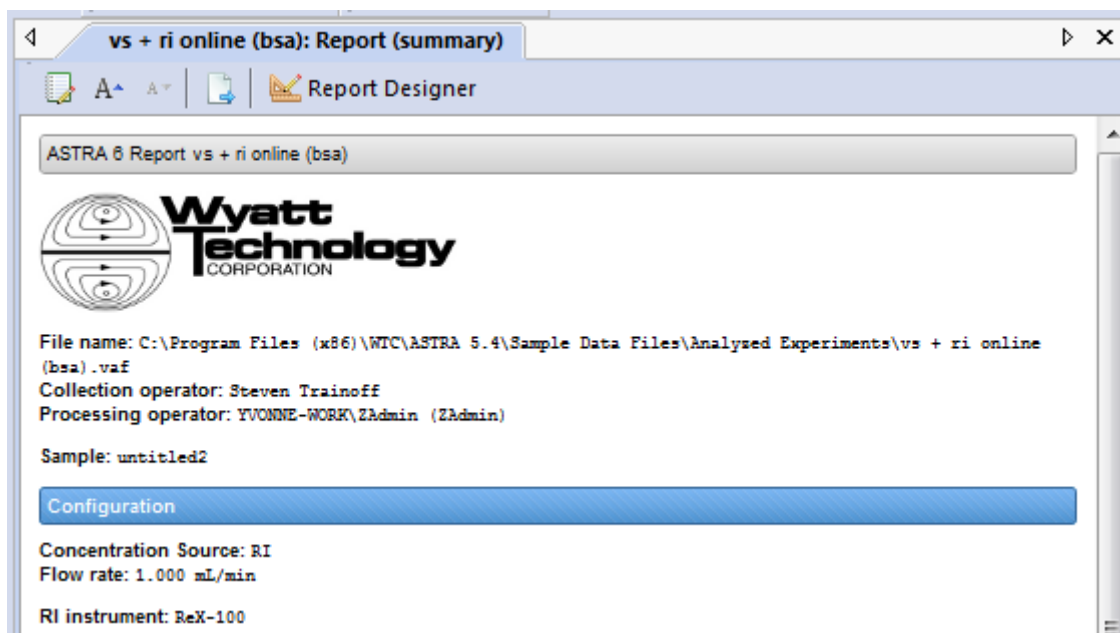 vs + ri online (bsa): Report (summary)
A A Report Designer
ASTRA 6 Report vs + ri online (bsa)
Wyatt
Technology
CORPORATION
File name: C:\Program Files (x86)\WTC\ASTRA 5.4\Sample Data Files\Analyzed Experiments\vs + ri online
(bsa).vaf
Collection operator: Steven Trainoff
Processing operator: YVONNE-WORK\ZAdmin (ZAdmin)
Sample: untitled2
Configuration
Concentration Source: RI
Flow rate: 1.000 mL/min
RI instrument: ReX-100